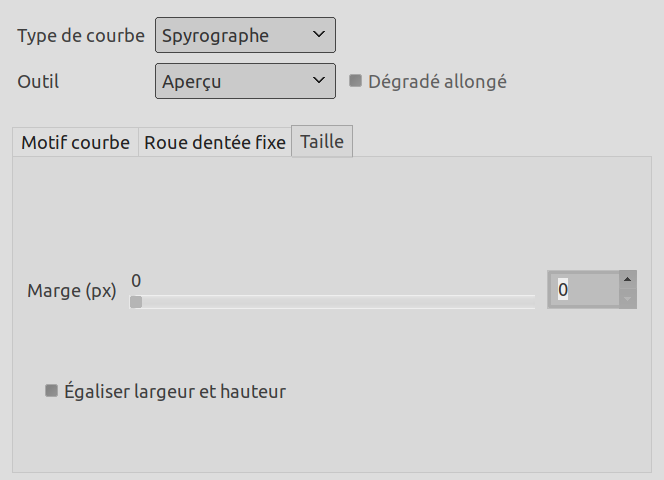 Type de courbe Spyrographe
Outil Aperçu Dégradé allongé
Motif courbe Roue dentée fixe Taille
0
Marge (px) 0
Égaliser largeur et hauteur